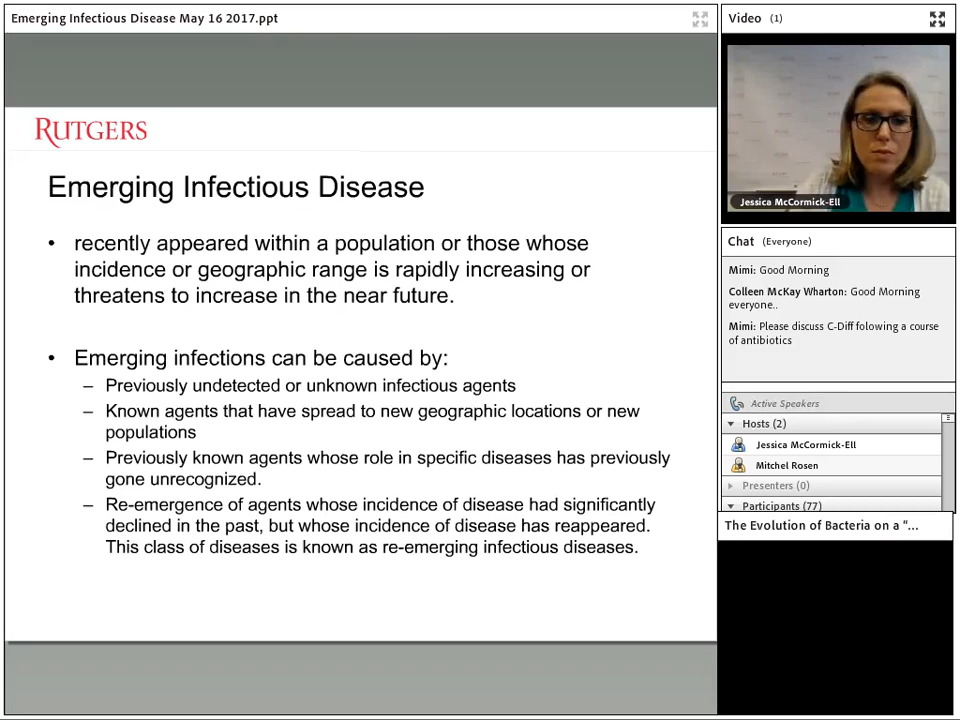 Emerging Infectious Disease May 16 2017.ppt
RUTGERS
Emerging Infectious Disease
• recently appeared within a population or those whose
incidence or geographic range is rapidly increasing or
threatens to increase in the near future.
• Emerging infections can be caused by:
– Previously undetected or unknown infectious agents
– Known agents that have spread to new geographic locations or new
populations
– Previously known agents whose role in specific diseases has previously
gone unrecognized.
– Re-emergence of agents whose incidence of disease had significantly
declined in the past, but whose incidence of disease has reappeared.
This class of diseases is known as re-emerging infectious diseases.
Video (1)
Jessica McCormick-Ell
Chat (Everyone)
Mimi: Good Morning
Colleen McKay Wharton: Good Morning
everyone..
Mimi: Please discuss C-Diff folowing a course
of antibiotics
Active Speakers
Hosts (2)
Jessica McCormick-Ell
Mitchel Rosen
Presenters (0)
Participants (77)
The Evolution of Bacteria on a “...